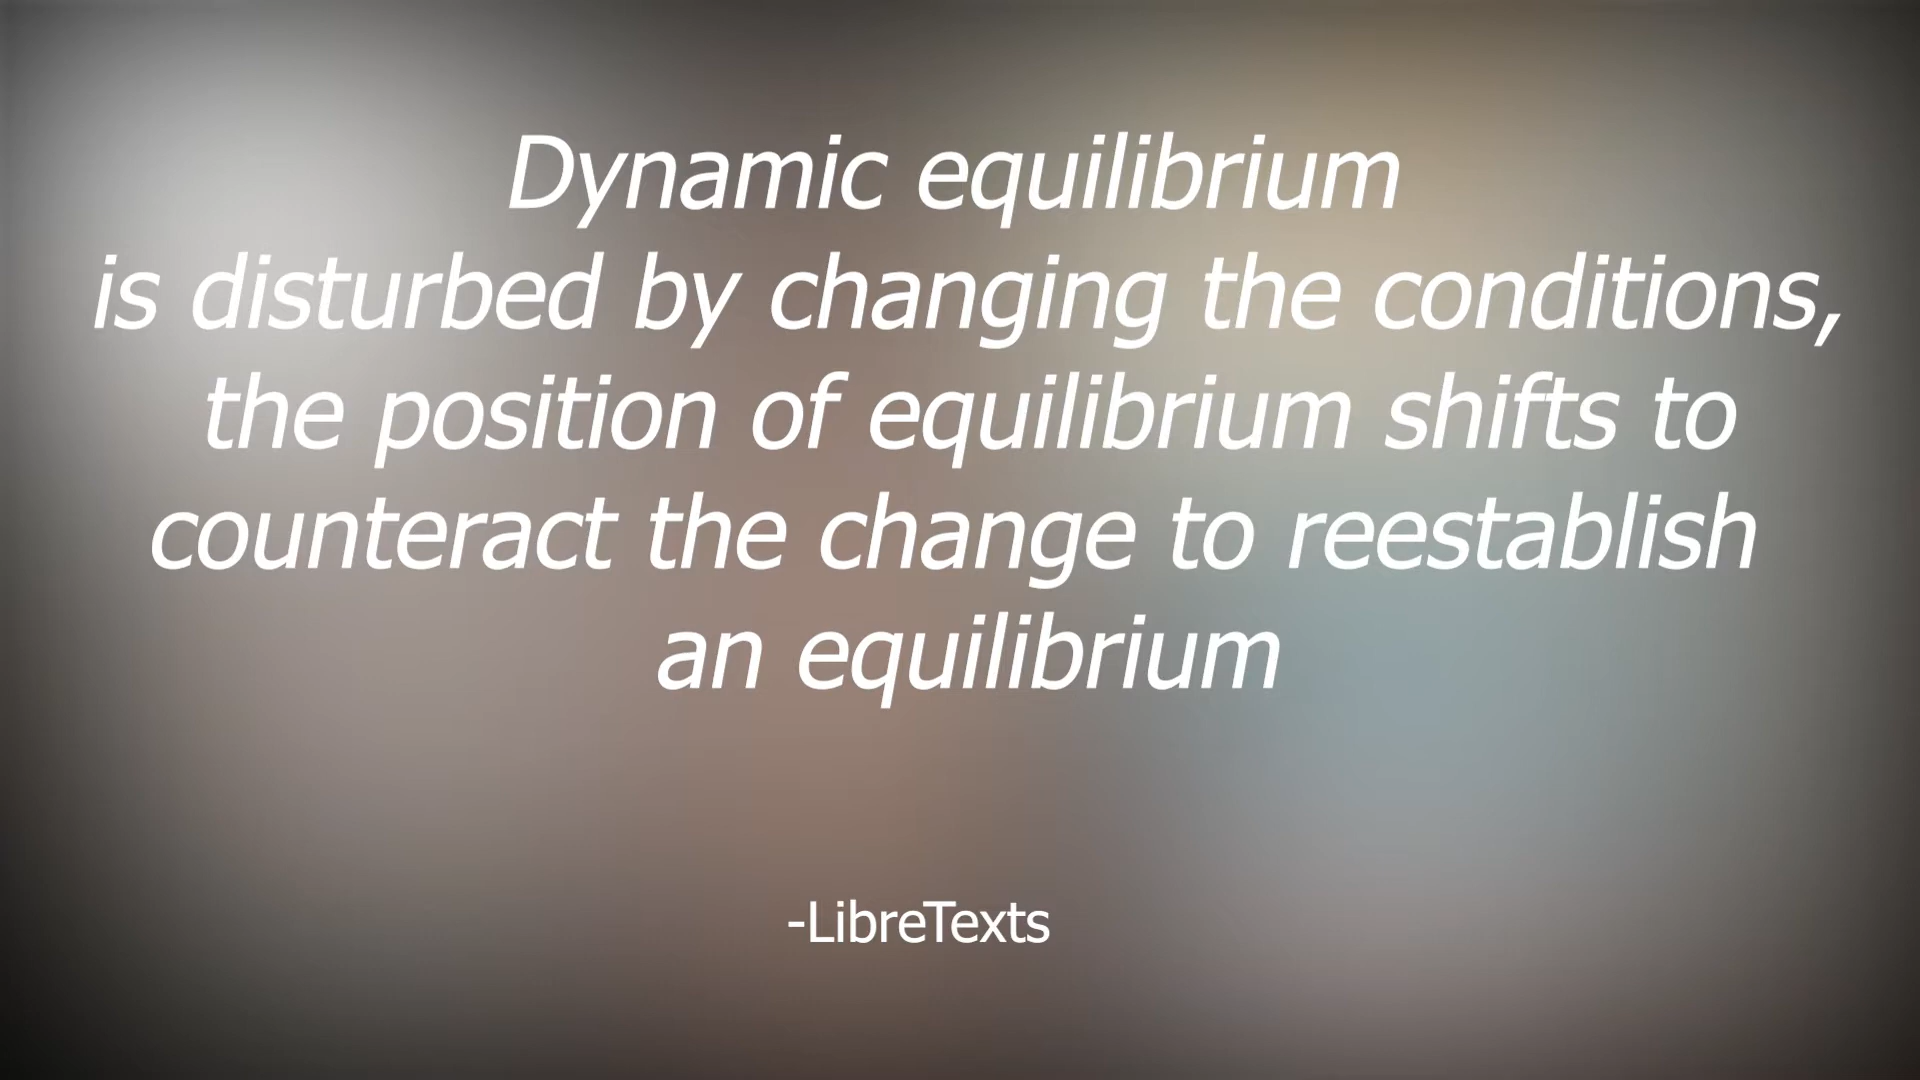 Dynamic equilibrium
is disturbed by changing the conditions,
the position of equilibrium shifts to
counteract the change to reestablish
an equilibrium
-LibreTexts